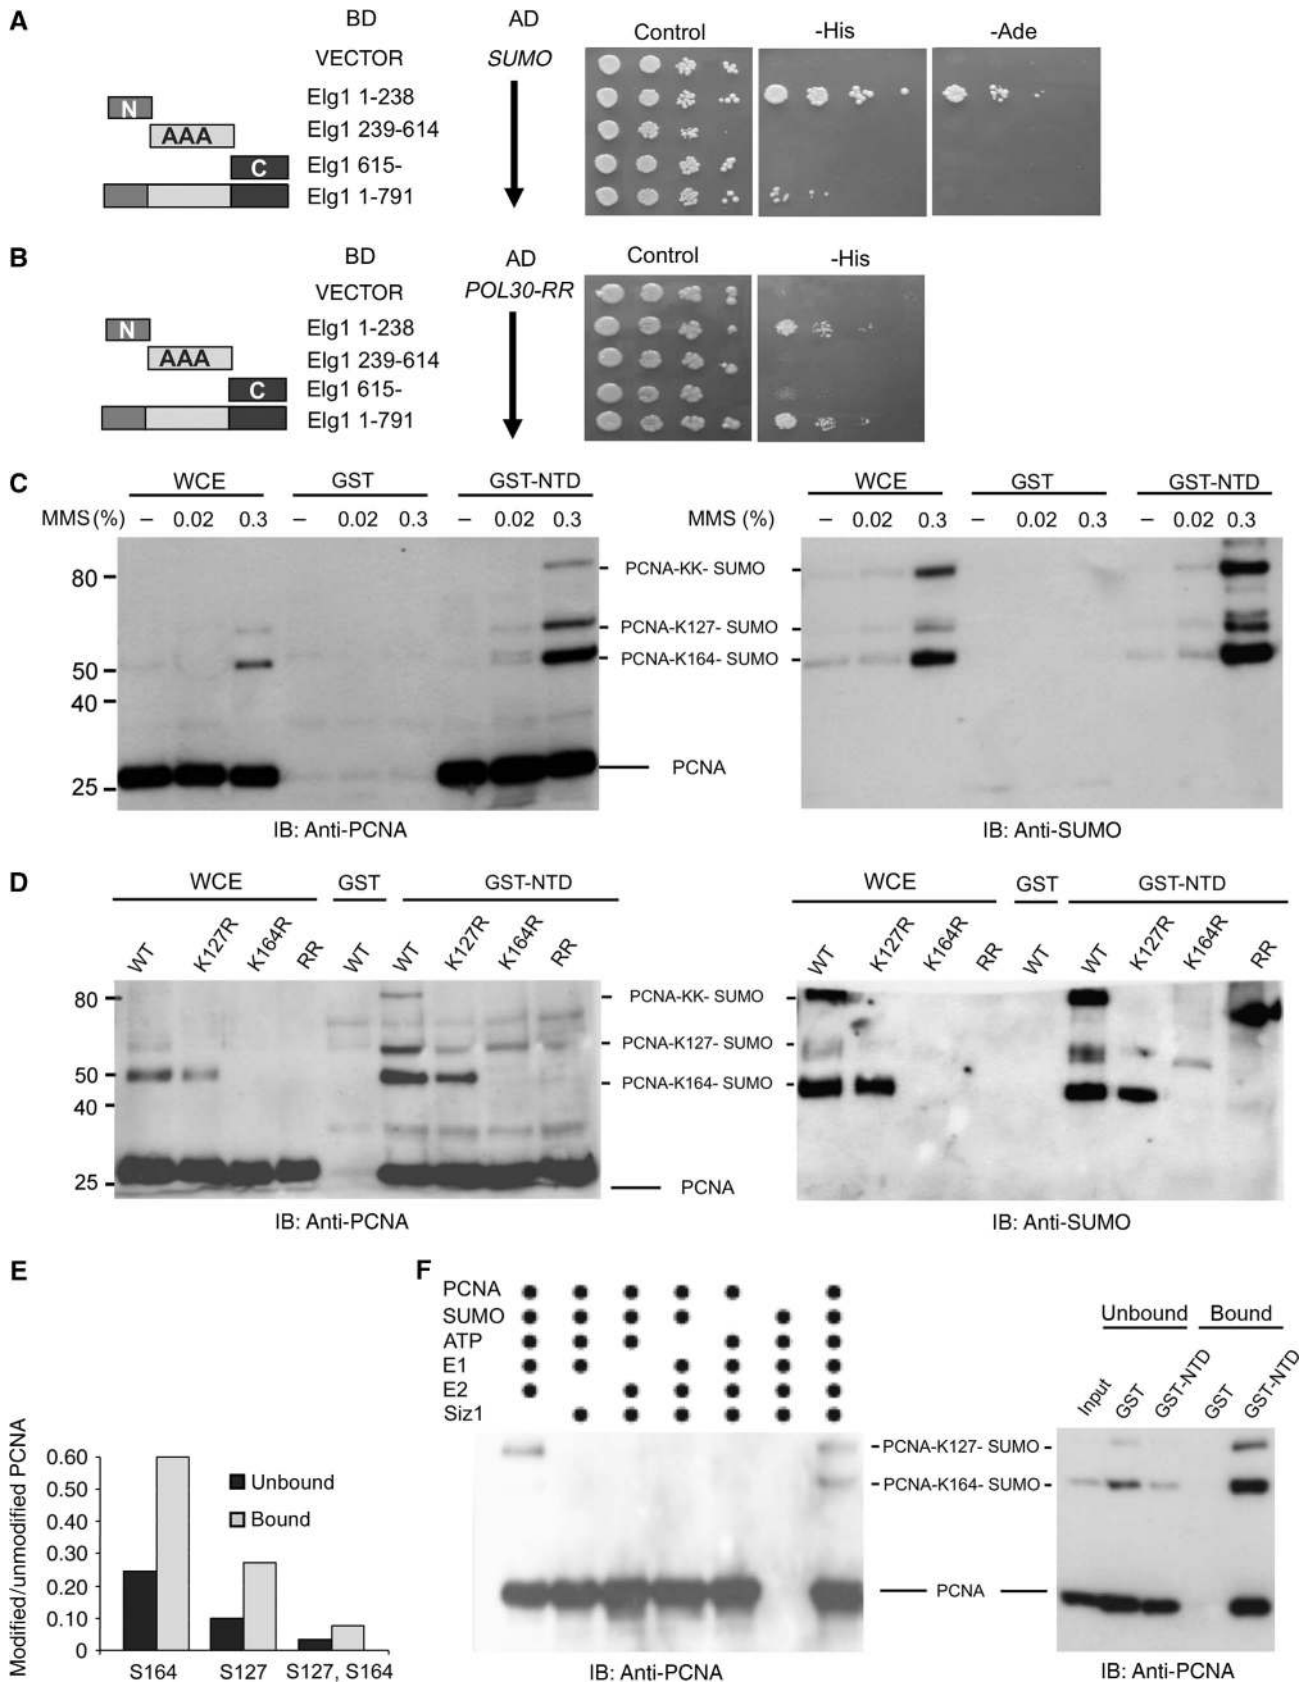 A
BD AD
Control -His -Ade
VECTOR SUMO
N Elg1 1-238
AAA Elg1 239-614
C Elg1 615-
Elg1 1-791
B
BD AD
Control -His
VECTOR POL30-RR
N Elg1 1-238
AAA Elg1 239-614
C Elg1 615-
Elg1 1-791
C
WCE GST GST-NTD
MMS (%) – 0.02 0.3 – 0.02 0.3 – 0.02 0.3
80
50
40
25
IB: Anti-PCNA
PCNA-KK- SUMO
PCNA-K127- SUMO
PCNA-K164- SUMO
PCNA
WCE GST GST-NTD
MMS (%) – 0.02 0.3 – 0.02 0.3 – 0.02 0.3
IB: Anti-SUMO
D
WCE GST GST-NTD
WT K127R K164R RR WT WT K127R K164R RR
80
50
40
25
IB: Anti-PCNA
PCNA-KK- SUMO
PCNA-K127- SUMO
PCNA-K164- SUMO
PCNA
WCE GST GST-NTD
WT K127R K164R RR WT WT K127R K164R RR
IB: Anti-SUMO
E
Modified/unmodified PCNA
0.60
0.50
0.40
0.30
0.20
0.10
0
Unbound
Bound
S164 S127 S127, S164
F
PCNA
SUMO
ATP
E1
E2
Siz1
PCNA-K127- SUMO
PCNA-K164- SUMO
PCNA
IB: Anti-PCNA
Unbound Bound
Input GST GST-NTD GST GST-NTD
IB: Anti-PCNA